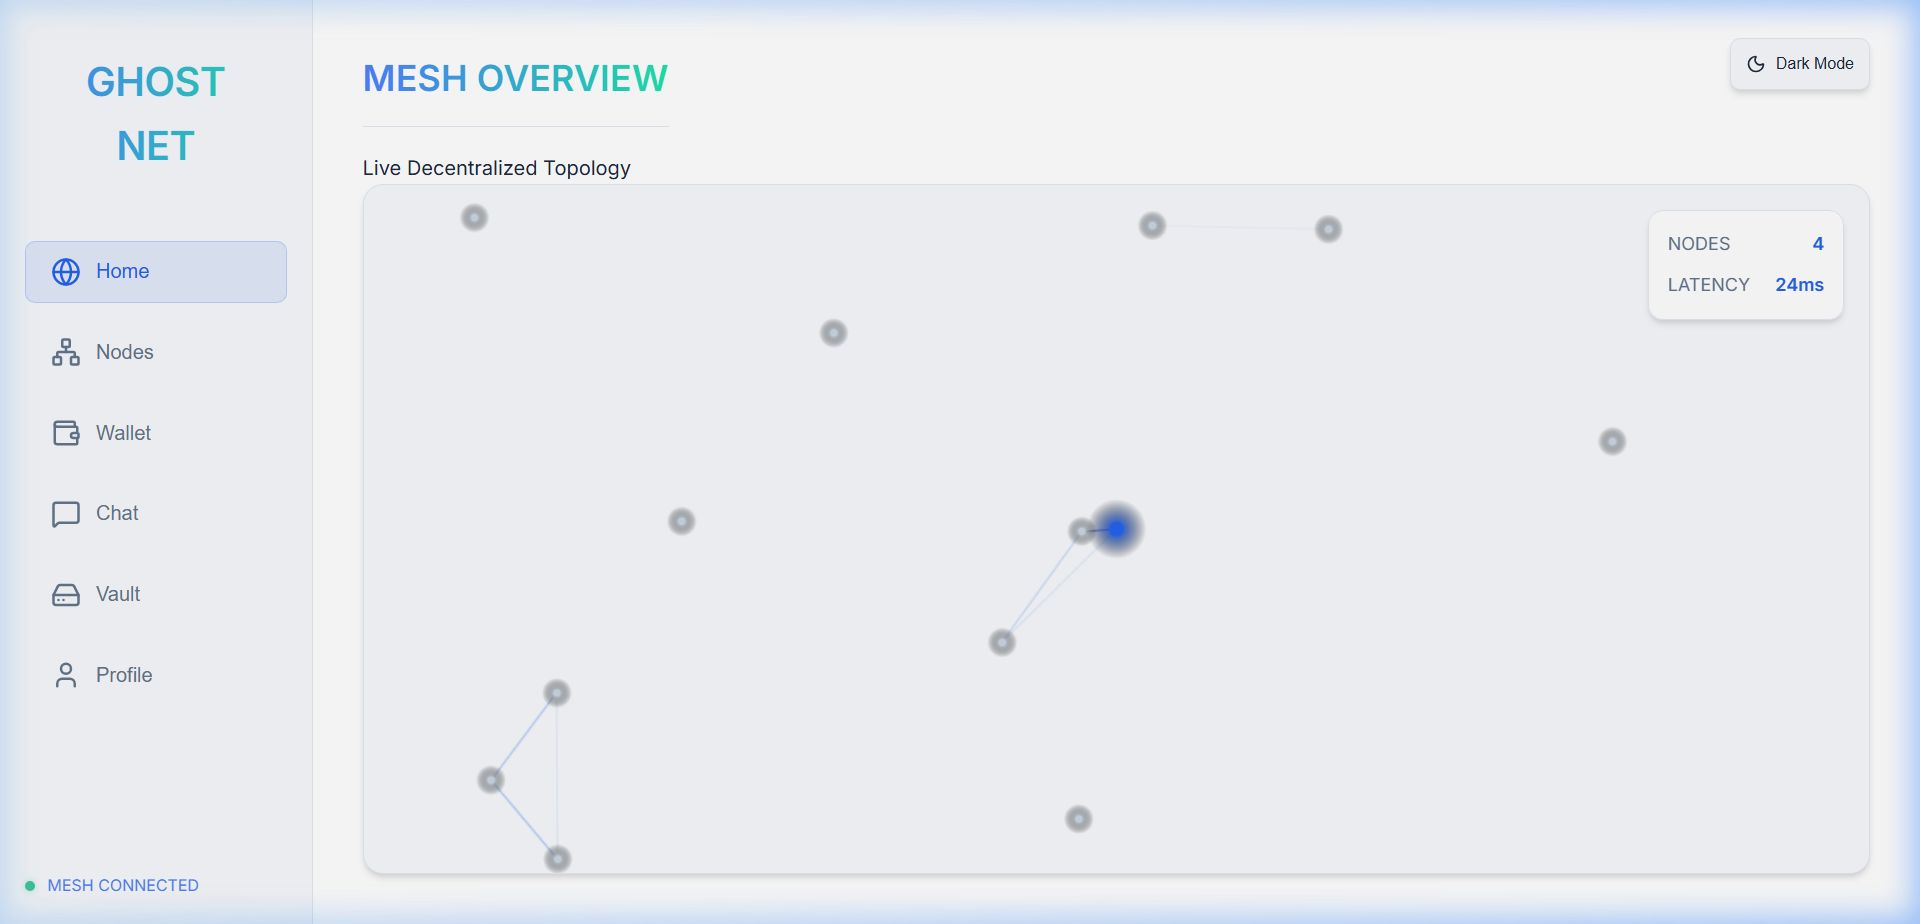 GHOST
NET
Home
Nodes
Wallet
Chat
Vault
Profile
MESH CONNECTED
MESH OVERVIEW
Dark Mode
Live Decentralized Topology
NODES 4
LATENCY 24ms